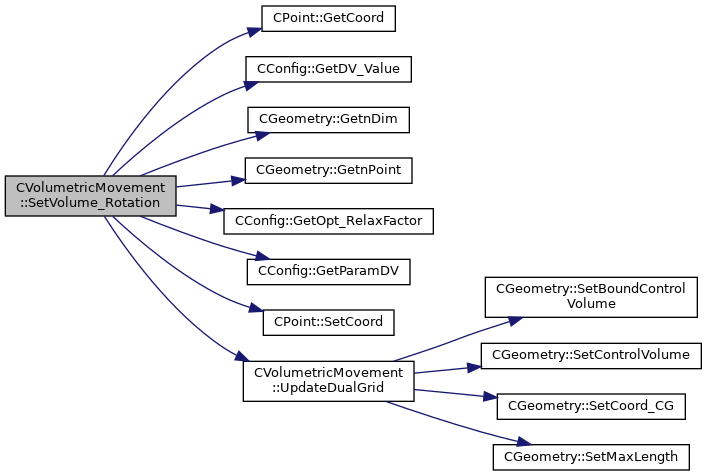 CVolumetricMovement
::SetVolume_Rotation
CPoint::GetCoord
CConfig::GetDV_Value
CGeometry::GetnDim
CGeometry::GetnPoint
CConfig::GetOpt_RelaxFactor
CConfig::GetParamDV
CPoint::SetCoord
CVolumetricMovement
::UpdateDualGrid
CGeometry::SetBoundControl
Volume
CGeometry::SetControlVolume
CGeometry::SetCoord_CG
CGeometry::SetMaxLength